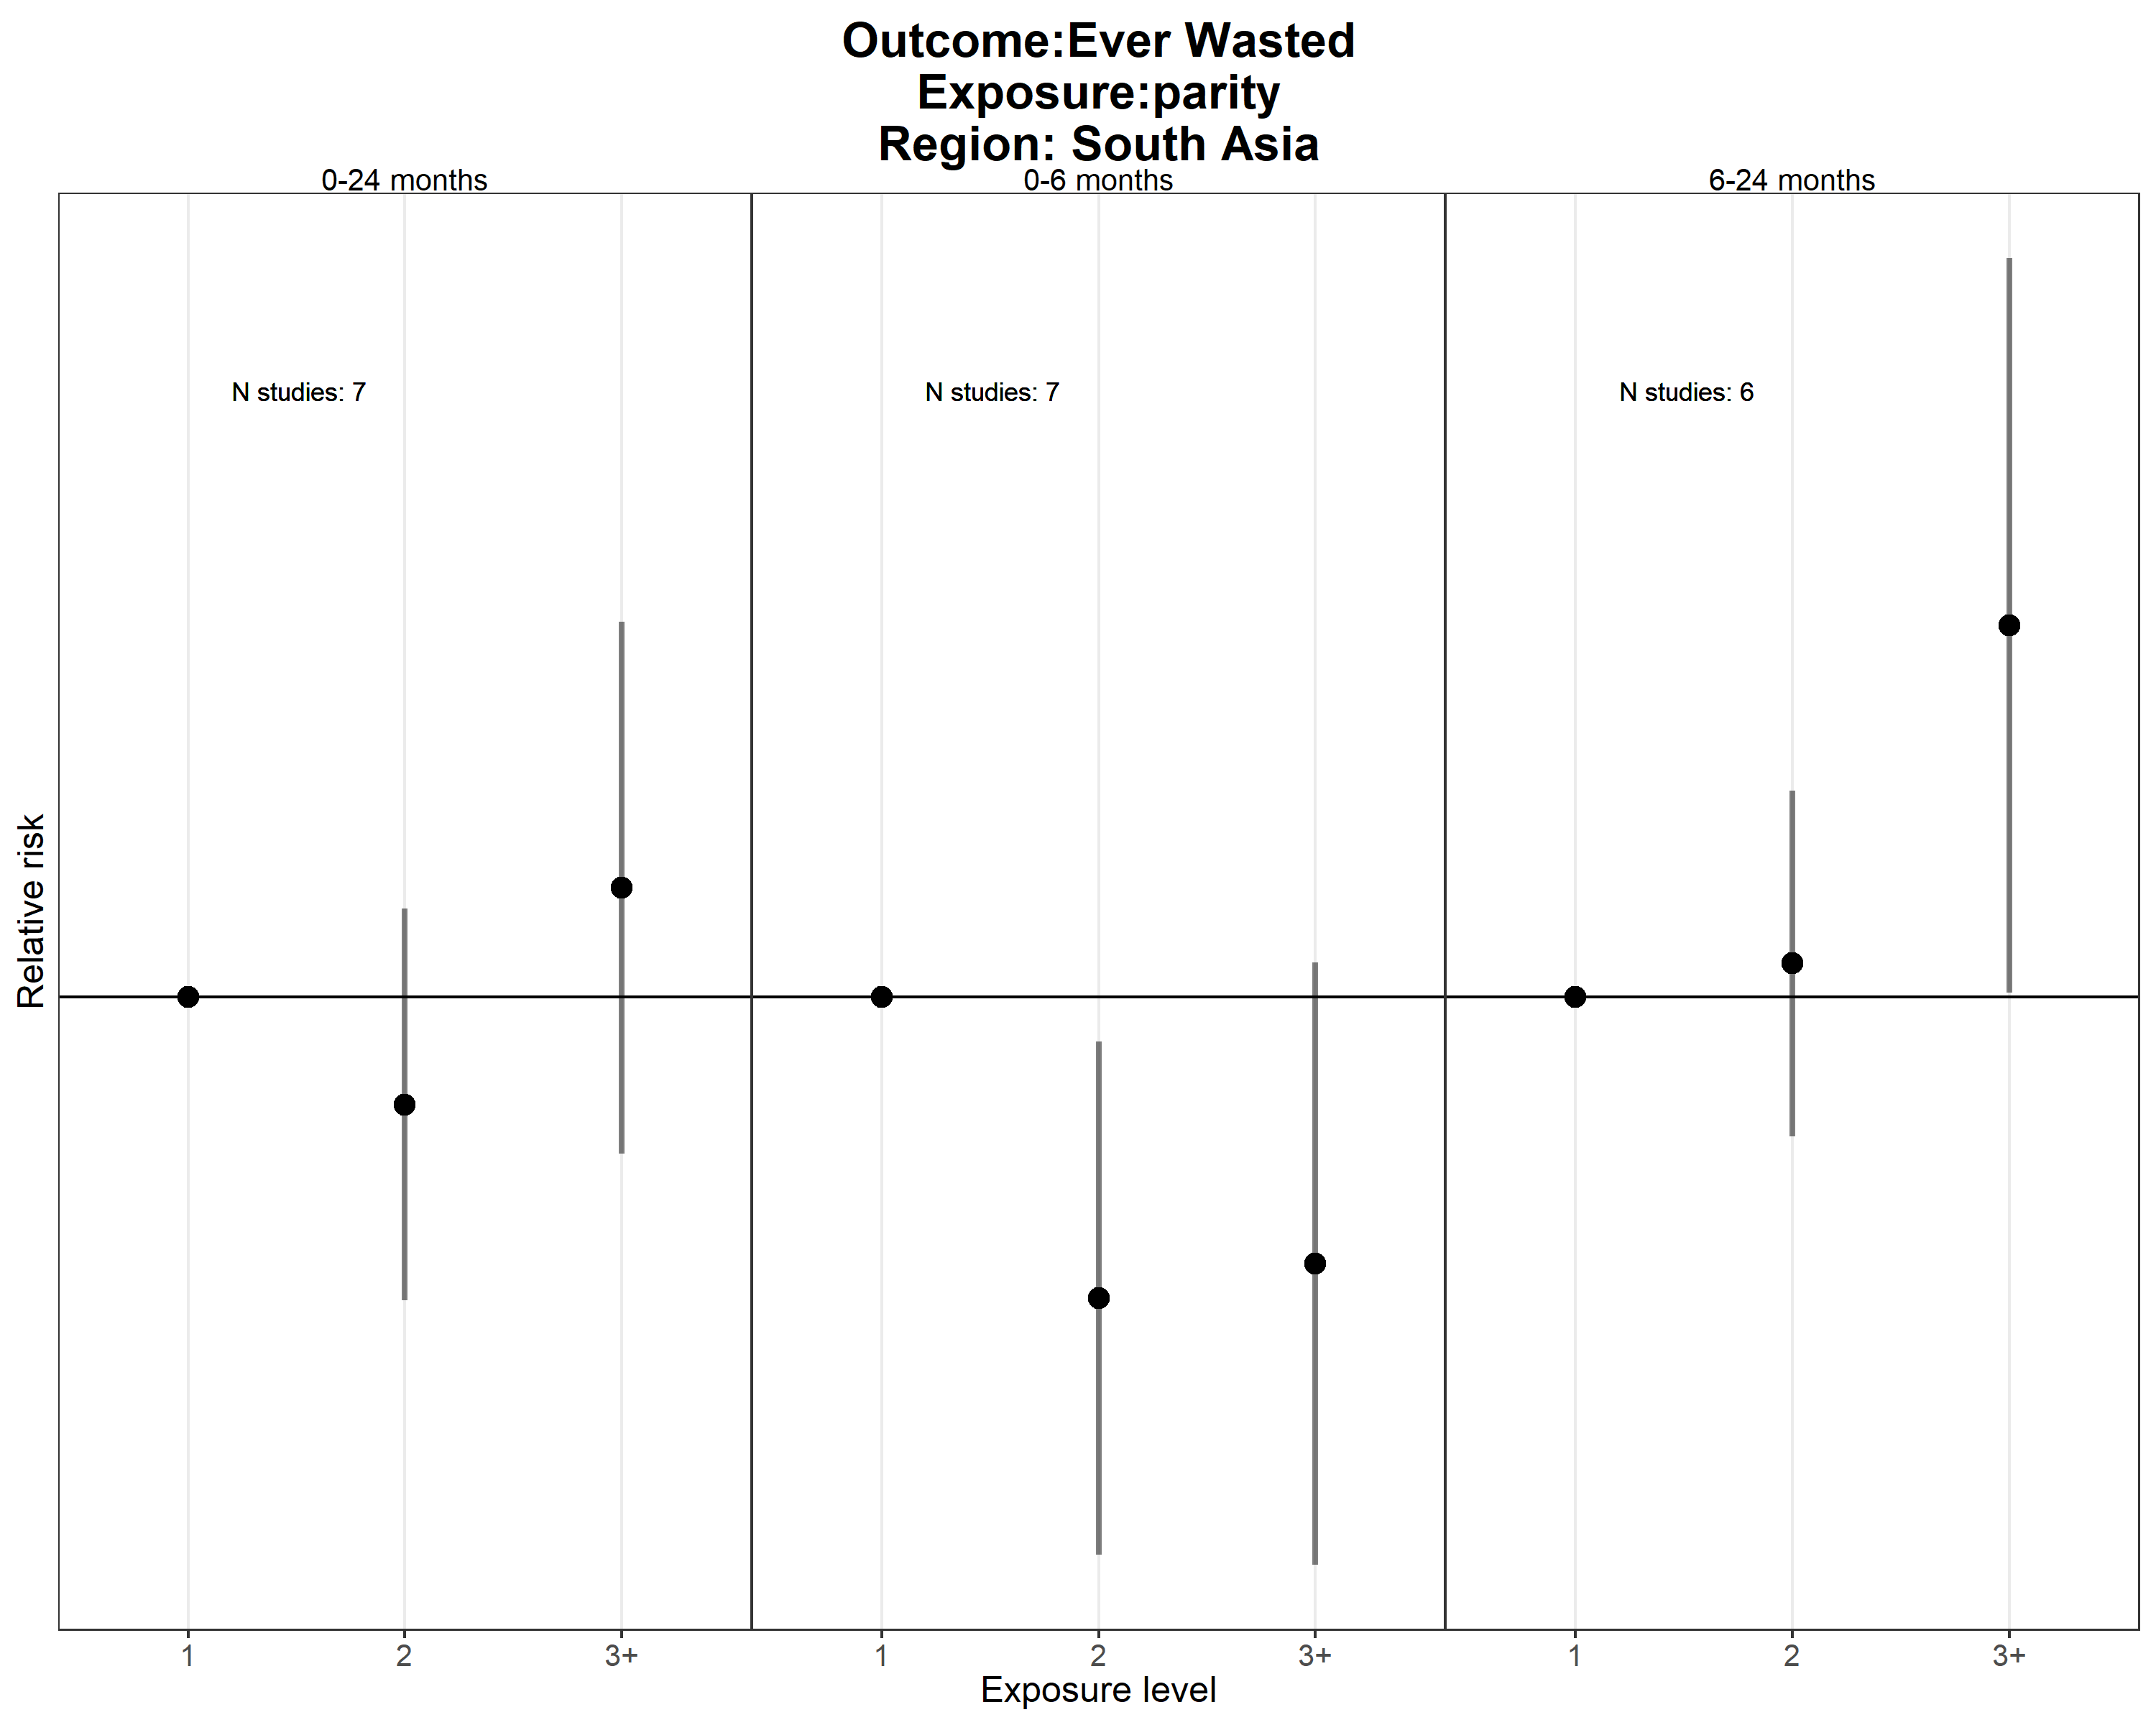 Outcome:Ever Wasted
Exposure:parity
Region: South Asia
0-24 months
0-6 months
6-24 months
N studies: 7
N studies: 7
N studies: 6
Relative risk
1
2
3+
1
2
3+
1
2
3+
Exposure level